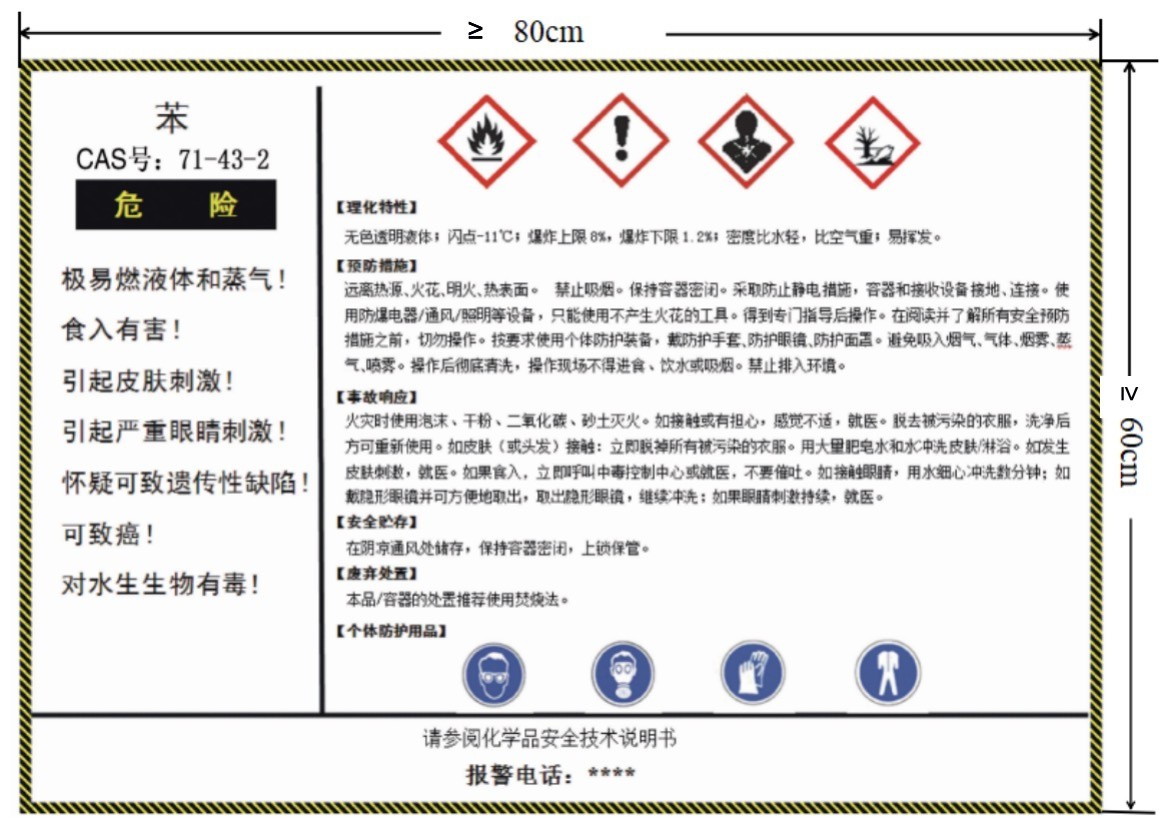 ≥ 80cm
苯
CAS号：71-43-2
危 险
极易燃液体和蒸气！
食入有害！
引起皮肤刺激！
引起严重眼睛刺激！
怀疑可致遗传性缺陷！
可致癌！
对水生生物有毒！
【理化特性】
无色透明液体；闪点-11℃；爆炸上限8%，爆炸下限1.2%；密度比水轻，比空气重；易挥发。
【预防措施】
远离热源、火花、明火、热表面。 禁止吸烟。保持容器密闭。采取防止静电措施，容器和接收设备接地、连接。使
用防爆电器/通风/照明等设备，只能使用不产生火花的工具。得到专门指导后操作。在阅读并了解所有安全预防
措施之前，切勿操作。按要求使用个体防护装备，戴防护手套、防护眼镜、防护面罩。避免吸入烟气、气体、烟雾、蒸
气、喷雾。操作后彻底清洗，操作现场不得进食、饮水或吸烟。禁止排入环境。
【事故响应】
火灾时使用泡沫、干粉、二氧化碳、砂土灭火。如接触或有担心，感觉不适，就医。脱去被污染的衣服，洗净后
方可重新使用。如皮肤（或头发）接触：立即脱掉所有被污染的衣服。用大量肥皂水和水冲洗皮肤/淋浴。如发生
皮肤刺激，就医。如果食入，立即呼叫中毒控制中心或就医，不要催吐。如接触眼睛，用水细心冲洗数分钟；如
戴隐形眼镜并可方便地取出，取出隐形眼镜，继续冲洗；如果眼睛刺激持续，就医。
【安全贮存】
在阴凉通风处储存，保持容器密闭，上锁保管。
【废弃处置】
本品/容器的处置推荐使用焚烧法。
【个体防护用品】
请参阅化学品安全技术说明书
报警电话：****
≥ 60cm